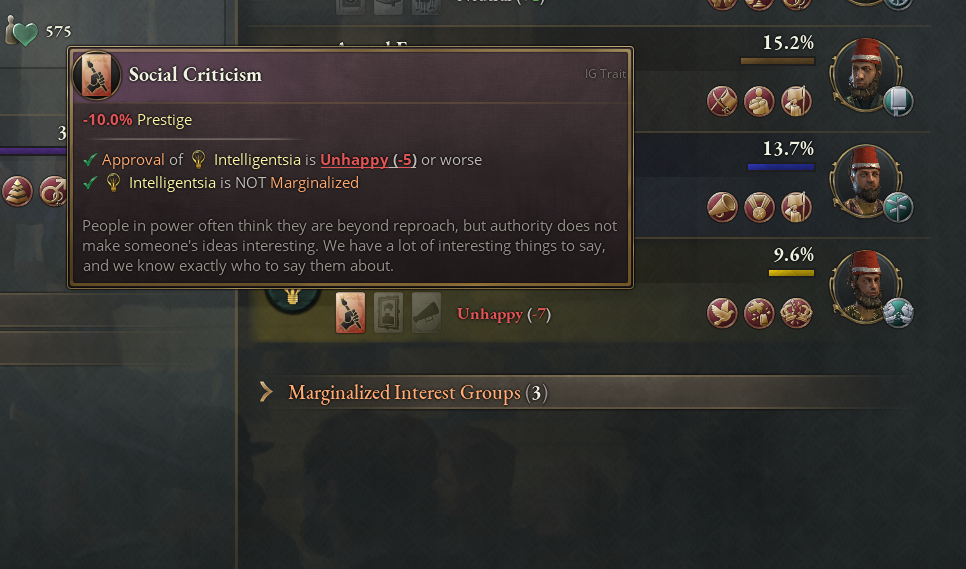 575
15.2%
Social Criticism
IG Trait
-10.0% Prestige
3
Approval of Intelligentsia is Unhappy (-5) or worse
13.7%
Intelligentsia is NOT Marginalized
People in power often think they are beyond reproach, but authority does not
make someone's ideas interesting. We have a lot of interesting things to say,
and we know exactly who to say them about.
9.6%
Unhappy (-7)
Marginalized Interest Groups (3)